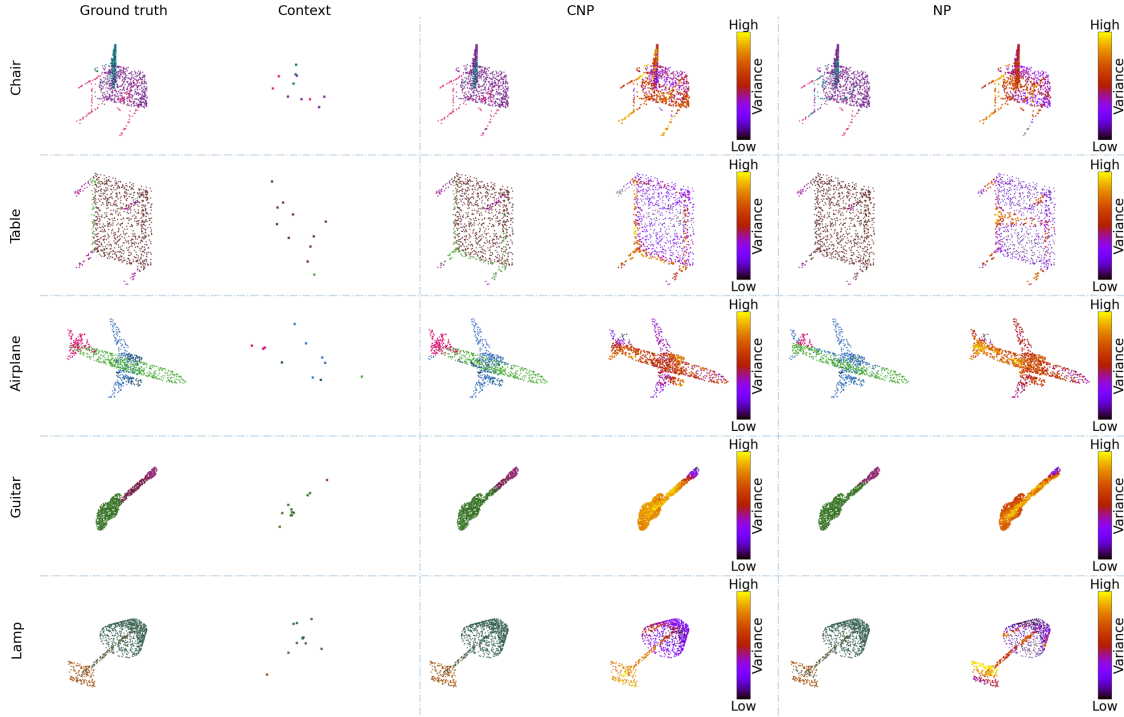 Ground truth Context CNP NP
High High
Chair Variance Variance
Low Low
High High
Table Variance Variance
Low Low
High High
Airplane Variance Variance
Low Low
High High
Guitar Variance Variance
Low Low
High High
Lamp Variance Variance
Low Low